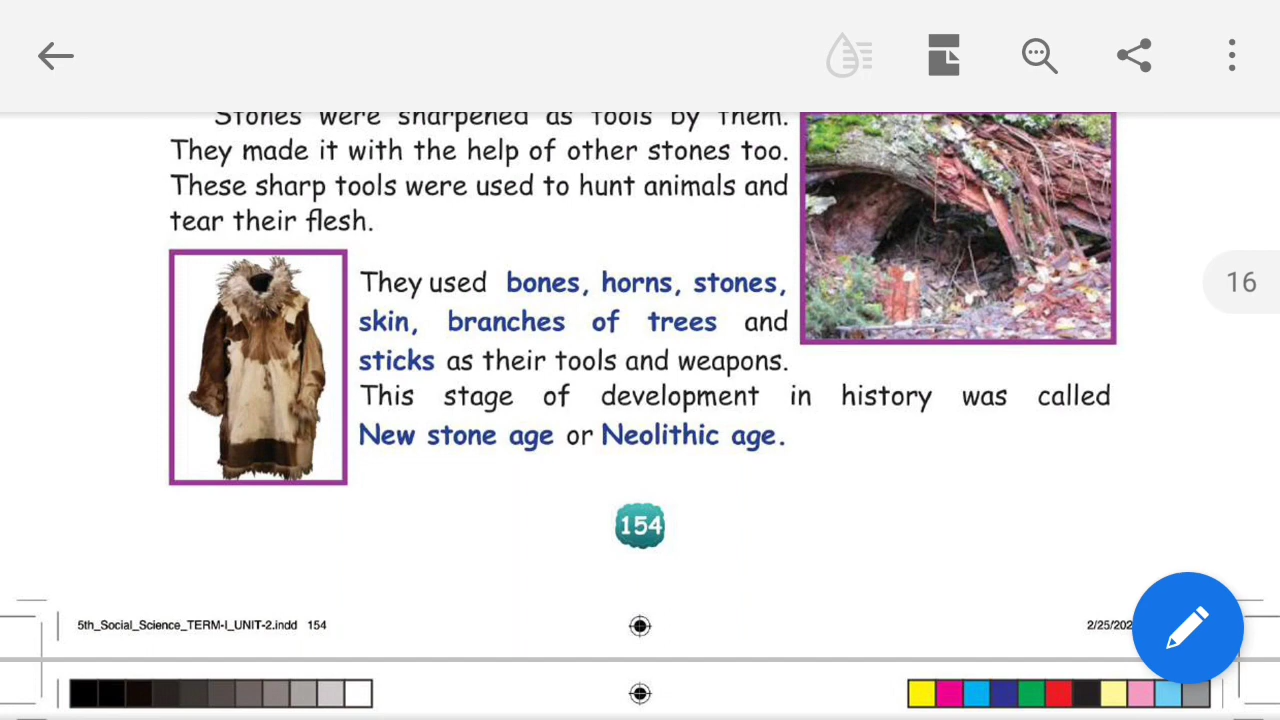 Stones were sharpened as tools by them.
They made it with the help of other stones too.
These sharp tools were used to hunt animals and
tear their flesh.
They used bones, horns, stones,
skin, branches of trees and
sticks as their tools and weapons.
This stage of development in history was called
New stone age or Neolithic age.
16
154
5th_Social_Science_TERM-I_UNIT-2.indd 154
2/25/202